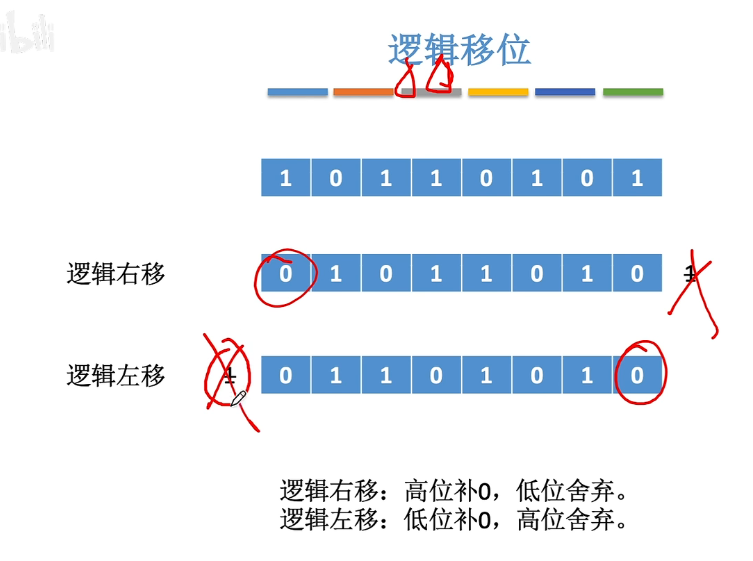 bilibili
逻辑移位
1 0 1 1 0 1 0 1
逻辑右移 0 1 0 1 1 0 1 0 1
逻辑左移 1 0 1 1 0 1 0 1 0
逻辑右移：高位补0，低位舍弃。
逻辑左移：低位补0，高位舍弃。